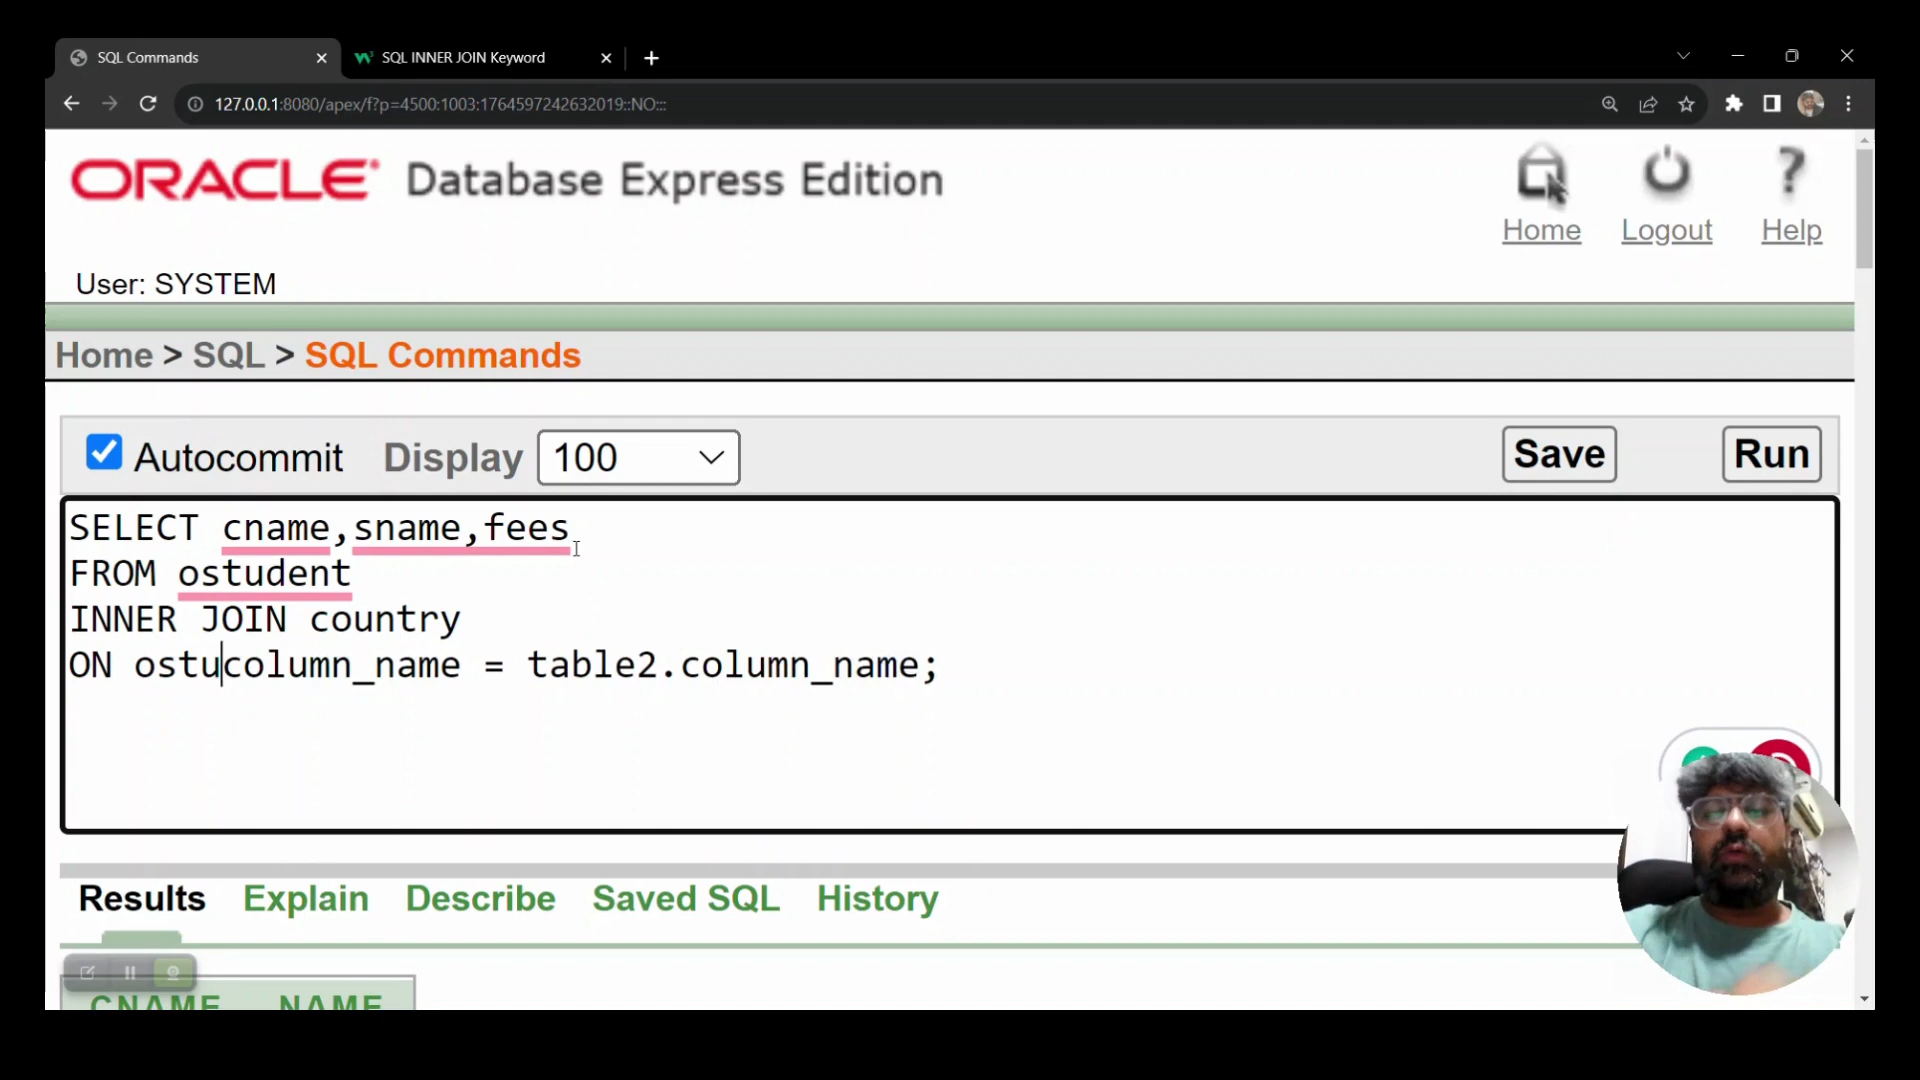 SQL Commands
SQL INNER JOIN Keyword
127.0.0.1:8080/apex/f?p=4500:1003:1764597242632019::NO:::
ORACLE Database Express Edition
Home Logout Help
User: SYSTEM
Home > SQL > SQL Commands
Autocommit Display 100 Save Run
SELECT cname,sname,fees
FROM ostudent
INNER JOIN country
ON ostucolumn_name = table2.column_name;
Results Explain Describe Saved SQL History
CNAME NAME